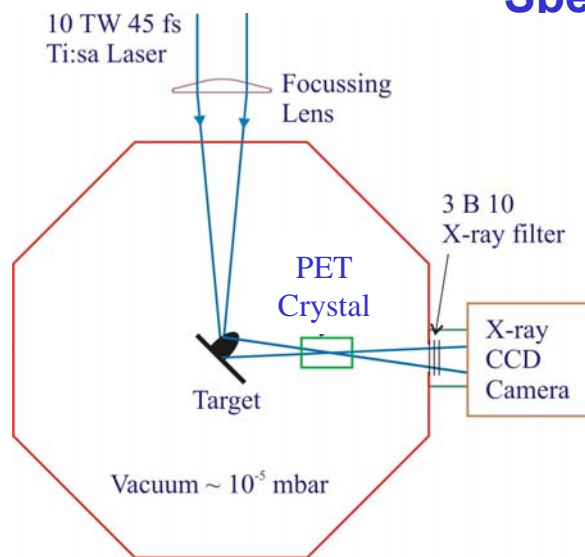 10 TW 45 fs
Ti:sa Laser
Focussing
Lens
3 B 10
X-ray filter
PET
Crystal
X-ray
CCD
Camera
Target
Vacuum ~ 10⁻⁵ mbar